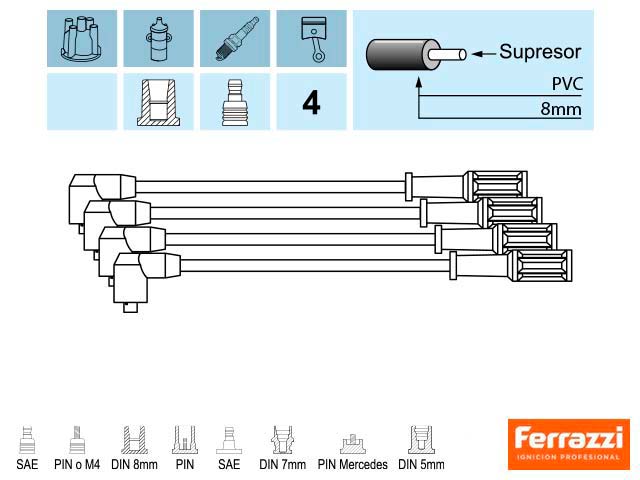 Supresor
PVC
4
8mm
SAE PIN o M4 DIN 8mm PIN SAE DIN 7mm PIN Mercedes DIN 5mm
Ferrazzi
IGNICION PROFESIONAL